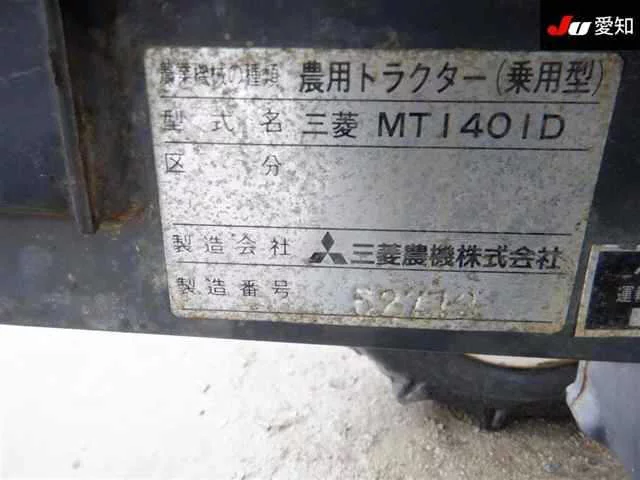 JU 愛知
農業機械の種類 農用トラクター(乗用型)
型式名 三菱 MT1401D
区分
製造会社 三菱農機株式会社
製造番号
運